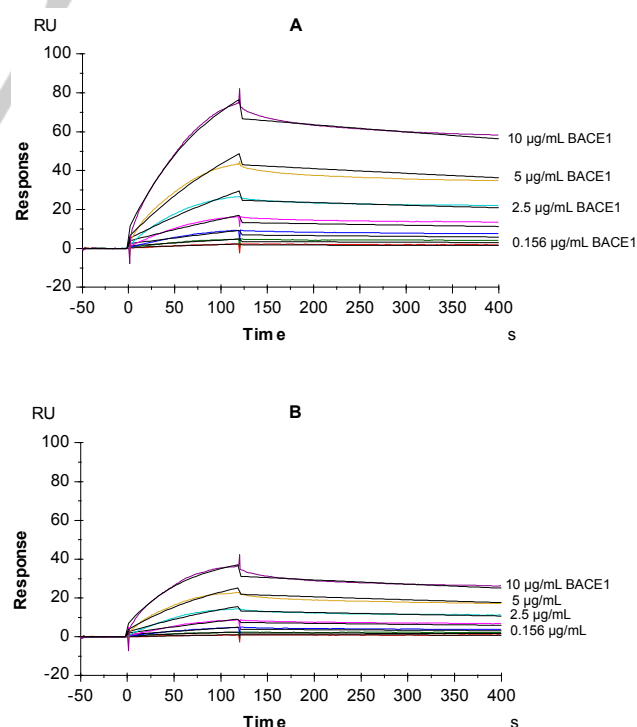 RU
A
100
80
60
40
20
0
-20
Response
-50 0 50 100 150 200 250 300 350 400
Time
s
10 µg/mL BACE1
5 µg/mL BACE1
2.5 µg/mL BACE1
0.156 µg/mL BACE1
RU
B
100
80
60
40
20
0
-20
Response
-50 0 50 100 150 200 250 300 350 400
Time
s
10 µg/mL BACE1
5 µg/mL
2.5 µg/mL
0.156 µg/mL